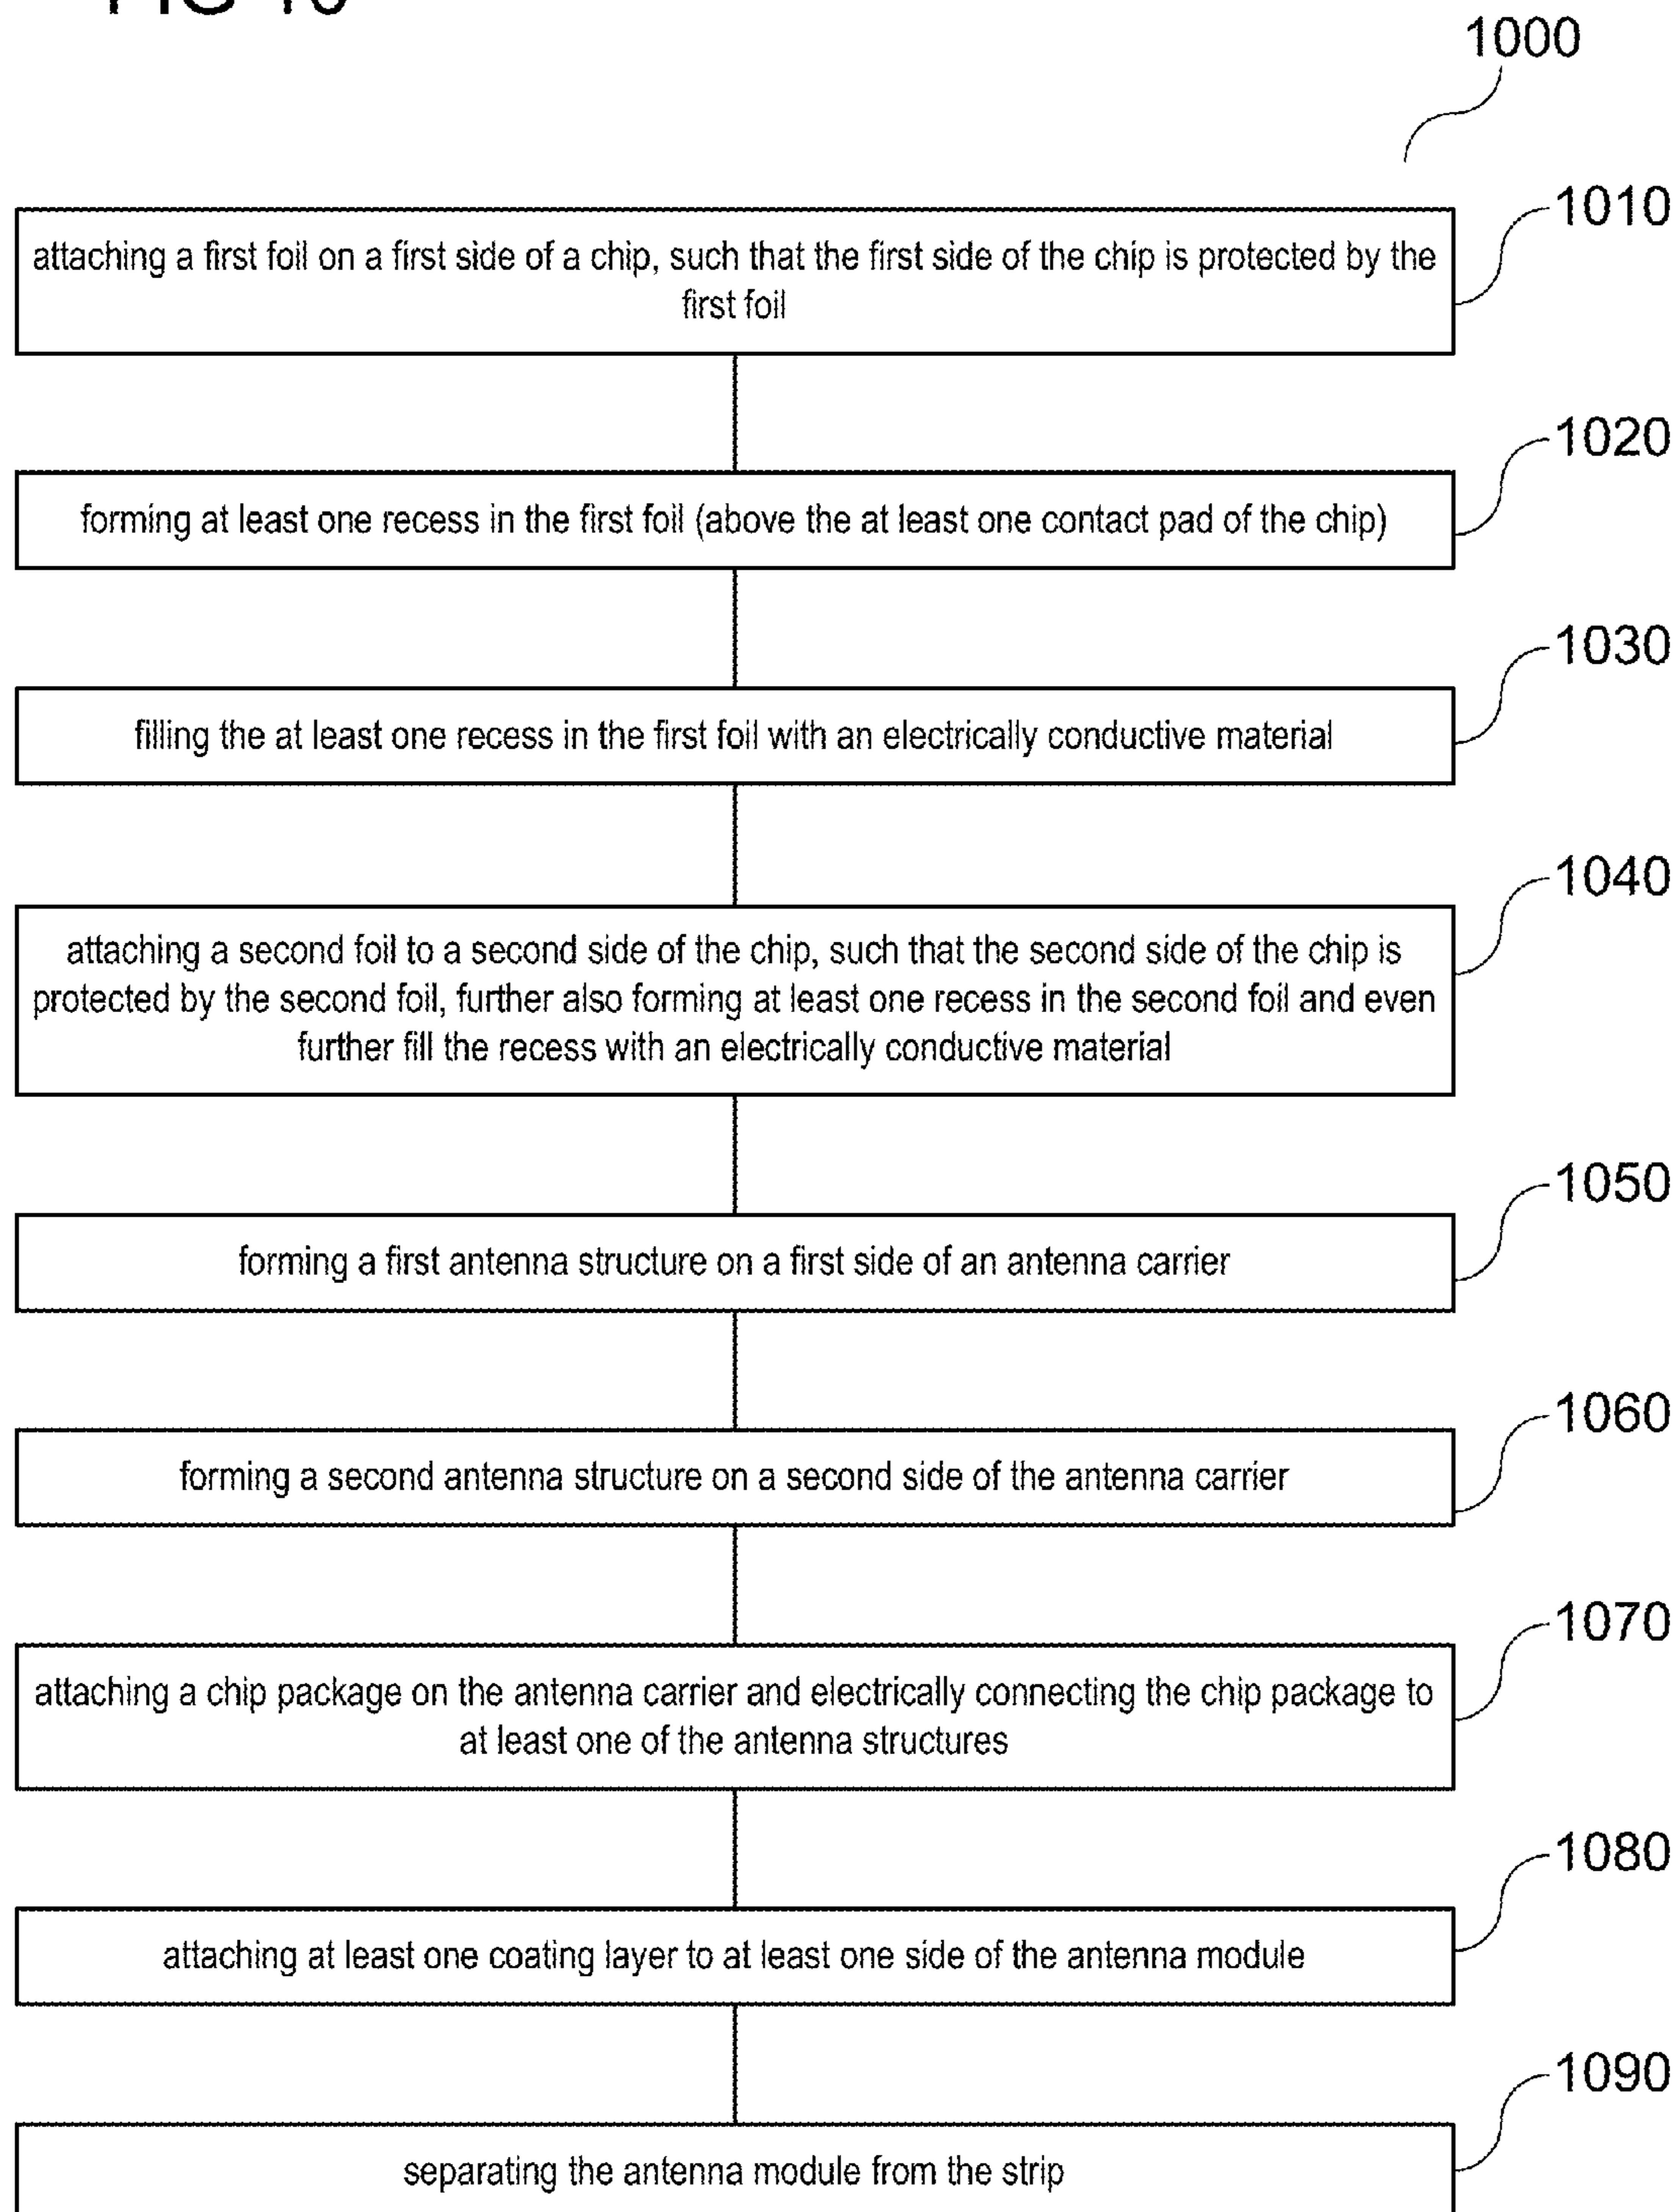 FIG 10
1000
1010
attaching a first foil on a first side of a chip, such that the first side of the chip is protected by the
first foil
1020
forming at least one recess in the first foil (above the at least one contact pad of the chip)
1030
filling the at least one recess in the first foil with an electrically conductive material
1040
attaching a second foil to a second side of the chip, such that the second side of the chip is
protected by the second foil, further also forming at least one recess in the second foil and even
further fill the recess with an electrically conductive material
1050
forming a first antenna structure on a first side of an antenna carrier
1060
forming a second antenna structure on a second side of the antenna carrier
1070
attaching a chip package on the antenna carrier and electrically connecting the chip package to
at least one of the antenna structures
1080
attaching at least one coating layer to at least one side of the antenna module
1090
separating the antenna module from the strip